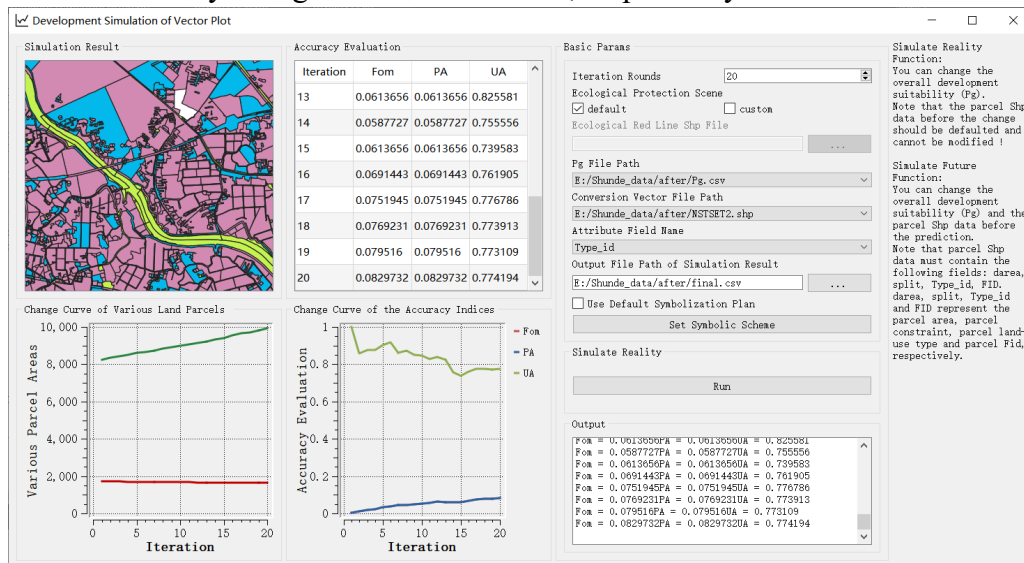 Development Simulation of Vector Plot
Simulation Result
Accuracy Evaluation
Iteration Fom PA UA
13 0.0613656 0.0613656 0.825581
14 0.0587727 0.0587727 0.755556
15 0.0613656 0.0613656 0.739583
16 0.0691443 0.0691443 0.761905
17 0.0751945 0.0751945 0.776786
18 0.0769231 0.0769231 0.773913
19 0.079516 0.079516 0.773109
20 0.0829732 0.0829732 0.774194
Change Curve of Various Land Parcels
Various Parcel Areas
10,000
8,000
6,000
4,000
2,000
0
0 5 10 15 20
Iteration
Change Curve of the Accuracy Indices
Accuracy Evaluation
1
0.8
0.6
0.4
0.2
0
0 5 10 15 20
Iteration
Fom
PA
UA
Basic Params
Iteration Rounds 20
Ecological Protection Scene
default custom
Ecological Red Line Shp File
...
Pg File Path
E:/Shunde_data/after/Pg.csv
Conversion Vector File Path
E:/Shunde_data/after/NSTSET2.shp
Attribute Field Name
Type_id
Output File Path of Simulation Result
E:/Shunde_data/after/final.csv ...
Use Default Symbolization Plan
Set Symbolic Scheme
Simulate Reality
Run
Output
Fom = 0.0613656PA = 0.0613656UA = 0.825581
Fom = 0.0587727PA = 0.0587727UA = 0.755556
Fom = 0.0613656PA = 0.0613656UA = 0.739583
Fom = 0.0691443PA = 0.0691443UA = 0.761905
Fom = 0.0751945PA = 0.0751945UA = 0.776786
Fom = 0.0769231PA = 0.0769231UA = 0.773913
Fom = 0.079516PA = 0.079516UA = 0.773109
Fom = 0.0829732PA = 0.0829732UA = 0.774194
Simulate Reality
Function:
You can change the
overall development
suitability (Pg).
Note that the parcel Shp
data before the change
should be defaulted and
cannot be modified !
Simulate Future
Function:
You can change the
overall development
suitability (Pg) and the
parcel Shp data before
the prediction.
Note that parcel Shp
data must contain the
following fields: darea,
split, Type_id, FID.
darea, split, Type_id
and FID represent the
parcel area, parcel
constraint, parcel land-
use type and parcel Fid,
respectively.